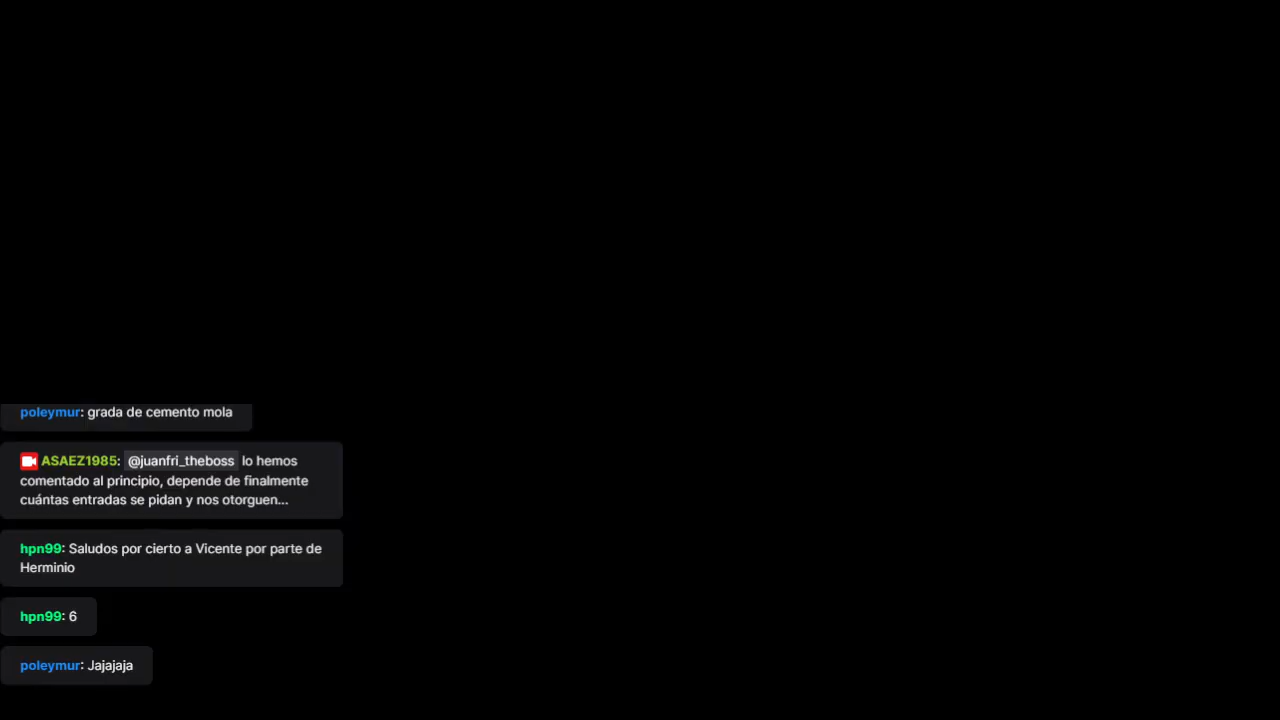 poleymur: grada de cemento mola
ASAEZ1985: @juanfri_theboss lo hemos
comentado al principio, depende de finalmente
cuántas entradas se pidan y nos otorguen...
hpn99: Saludos por cierto a Vicente por parte de
Herminio
hpn99: 6
poleymur: Jajajaja